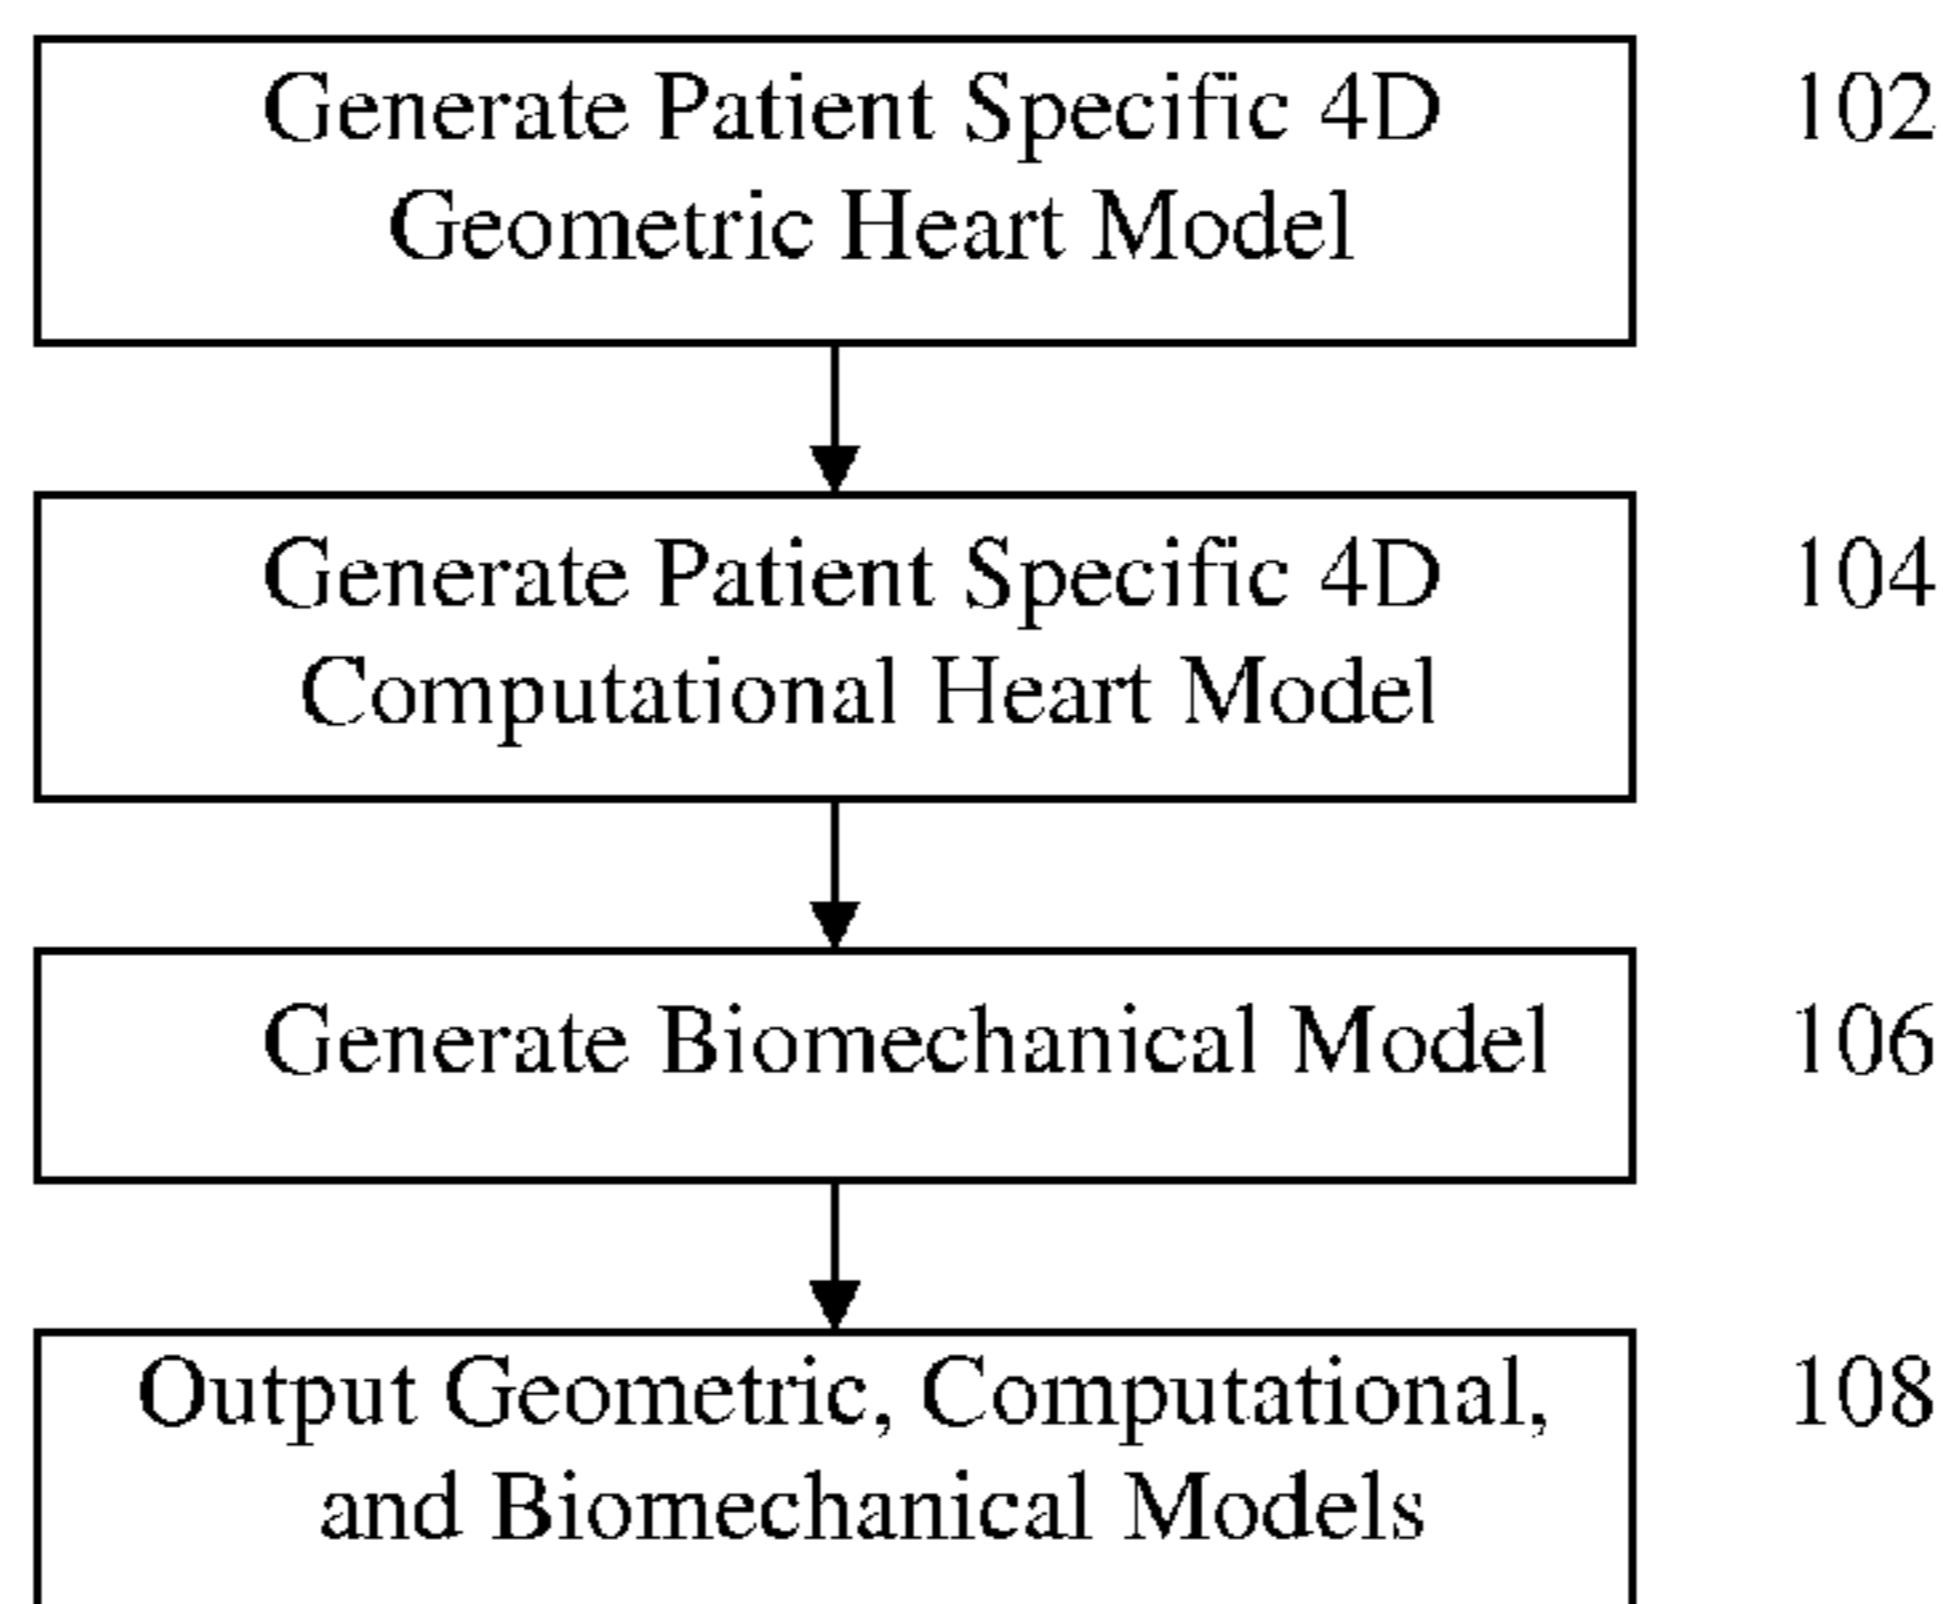 Generate Patient Specific 4D
Geometric Heart Model
102
Generate Patient Specific 4D
Computational Heart Model
104
Generate Biomechanical Model
106
Output Geometric, Computational,
and Biomechanical Models
108